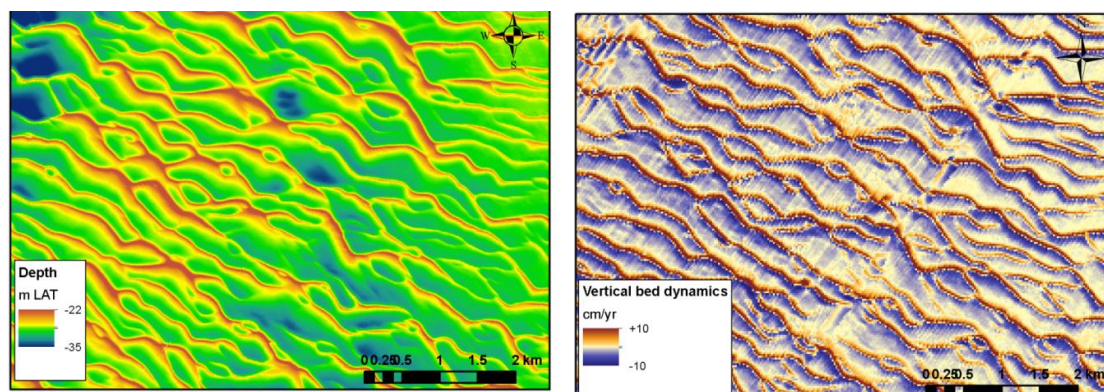 N
W E
S
Depth
m LAT
-22
-35
0 0.25 0.5 1 1.5 2 km
N
Vertical bed dynamics
cm/yr
+10
-10
0 0.25 0.5 1 1.5 2 km